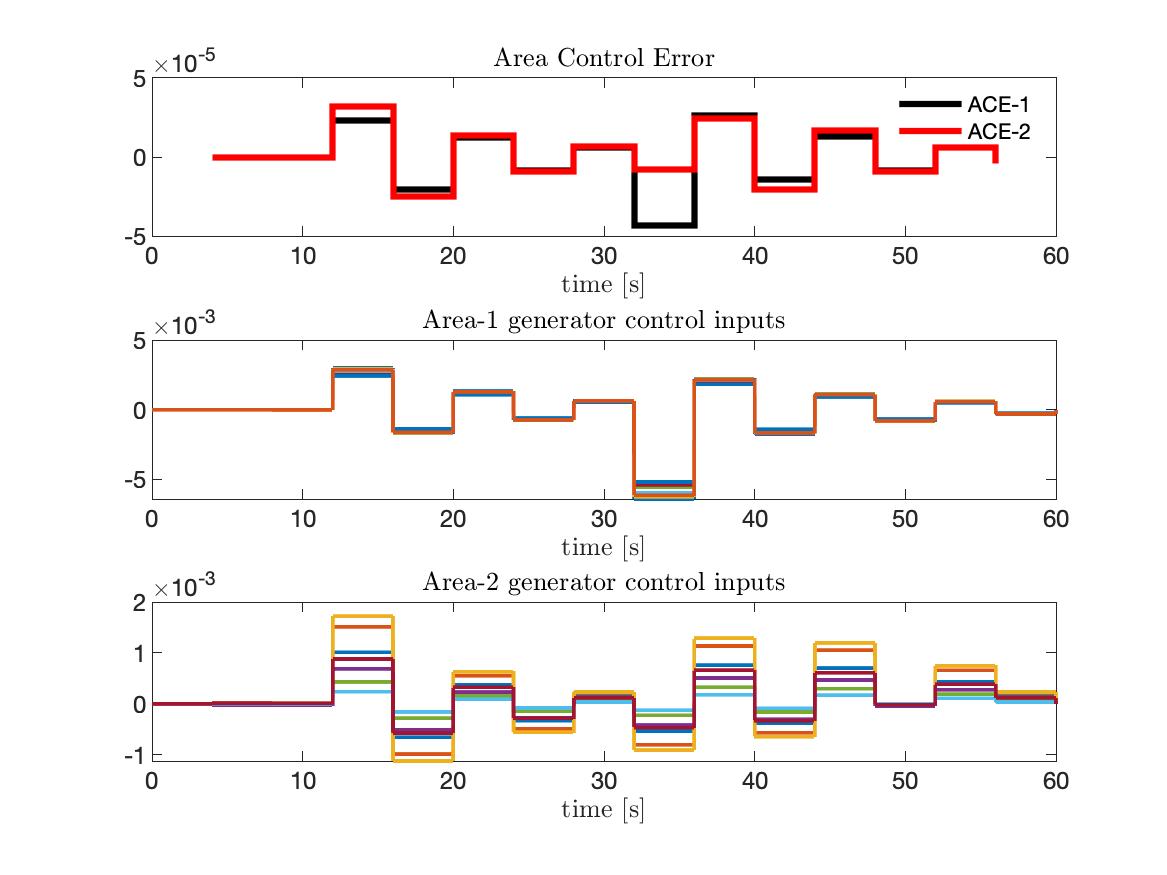 Area Control Error
×10-5
5
0
-5
ACE-1
ACE-2
0 10 20 30 40 50 60
time [s]
Area-1 generator control inputs
×10-3
5
0
-5
0 10 20 30 40 50 60
time [s]
Area-2 generator control inputs
×10-3
2
1
0
-1
0 10 20 30 40 50 60
time [s]